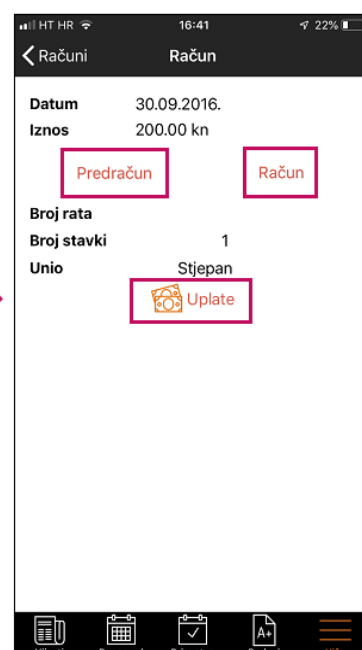 HT HR 16:41 22%
Računi Račun
Datum 30.09.2016.
Iznos 200.00 kn
Predračun Račun
Broj rata
Broj stavki 1
Unio Stjepan
Uplate
A+